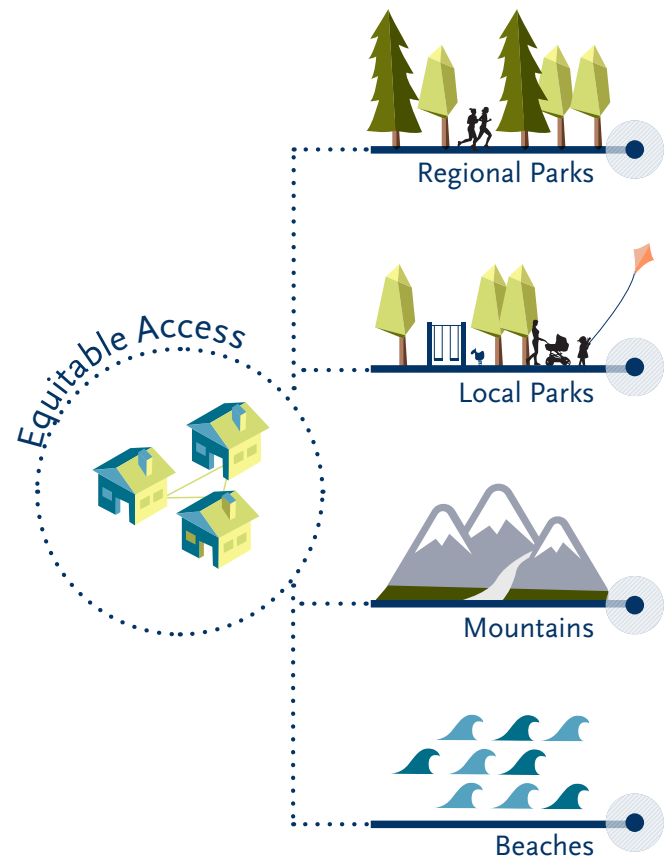 Regional Parks
Local Parks
Equitable Access
Mountains
Beaches